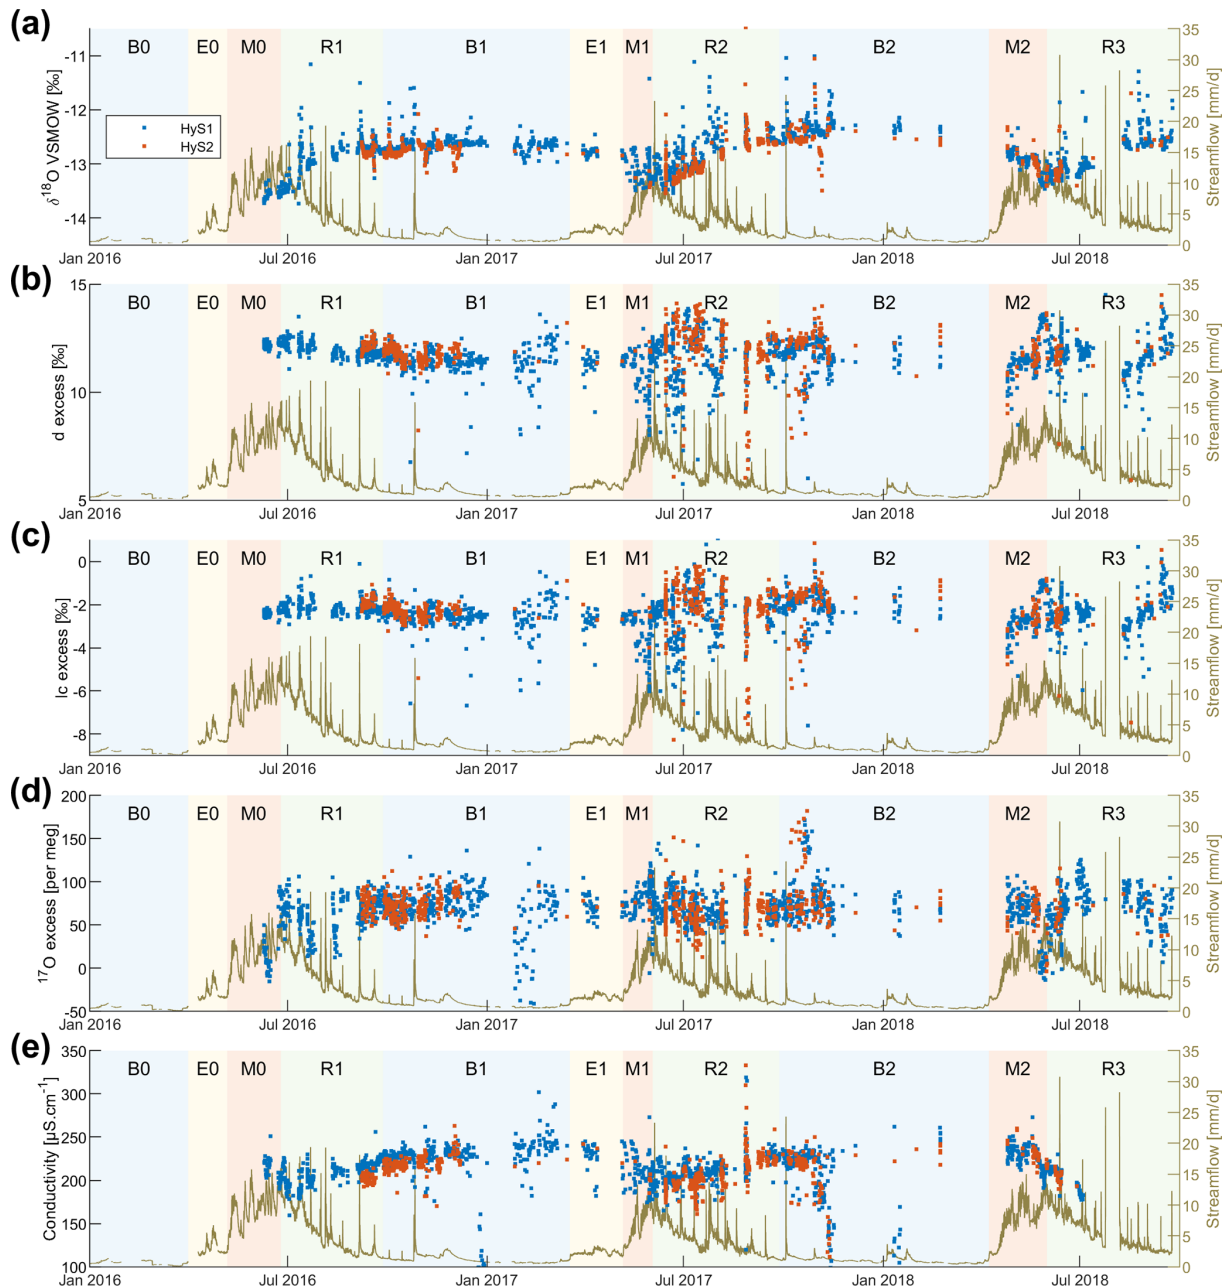 (a)
B0 E0 M0 R1 B1 E1 M1 R2 B2 M2 R3
δ18O VSMOW [‰]
-11
-12
-13
-14
HyS1
HyS2
35
30
25
20
15
10
5
0
Streamflow [mm/d]
Jan 2016 Jul 2016 Jan 2017 Jul 2017 Jan 2018 Jul 2018
(b)
B0 E0 M0 R1 B1 E1 M1 R2 B2 M2 R3
d excess [‰]
15
10
5
35
30
25
20
15
10
5
0
Streamflow [mm/d]
Jan 2016 Jul 2016 Jan 2017 Jul 2017 Jan 2018 Jul 2018
(c)
B0 E0 M0 R1 B1 E1 M1 R2 B2 M2 R3
lc excess [‰]
0
-2
-4
-6
-8
35
30
25
20
15
10
5
0
Streamflow [mm/d]
Jan 2016 Jul 2016 Jan 2017 Jul 2017 Jan 2018 Jul 2018
(d)
B0 E0 M0 R1 B1 E1 M1 R2 B2 M2 R3
17O excess [per meg]
200
150
100
50
0
-50
35
30
25
20
15
10
5
0
Streamflow [mm/d]
Jan 2016 Jul 2016 Jan 2017 Jul 2017 Jan 2018 Jul 2018
(e)
B0 E0 M0 R1 B1 E1 M1 R2 B2 M2 R3
Conductivity [µS.cm-1]
350
300
250
200
150
100
35
30
25
20
15
10
5
0
Streamflow [mm/d]
Jan 2016 Jul 2016 Jan 2017 Jul 2017 Jan 2018 Jul 2018